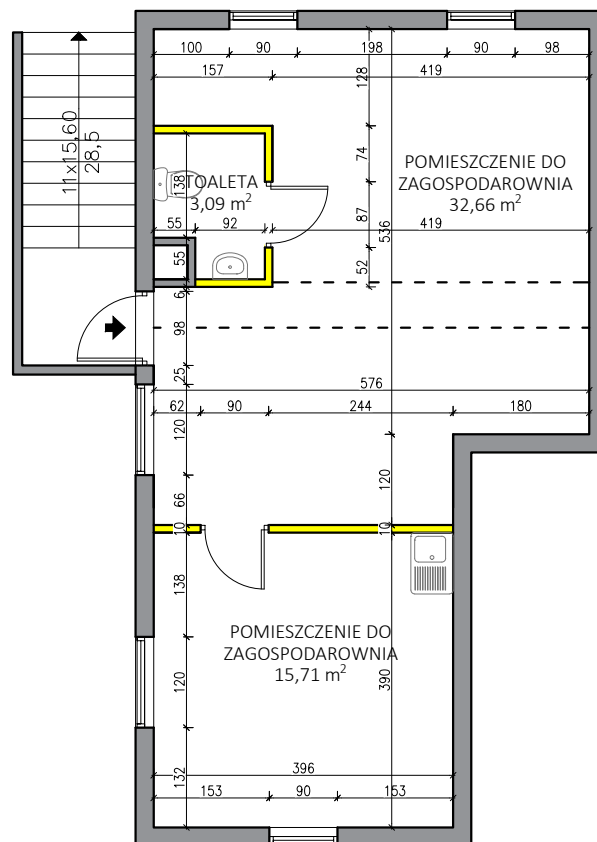 100 90 198 90 98
157 128 419
11x15,60
28,5
74
POMIESZCZENIE DO
ZAGOSPODAROWNIA
32,66 m²
138
TOALETA
3,09 m²
55 92 87 536 419
55 52
6
98
25
576
62 90 244 180
120
66 120
10 10
138
POMIESZCZENIE DO
ZAGOSPODAROWNIA
15,71 m²
120 390
132
396
153 90 153